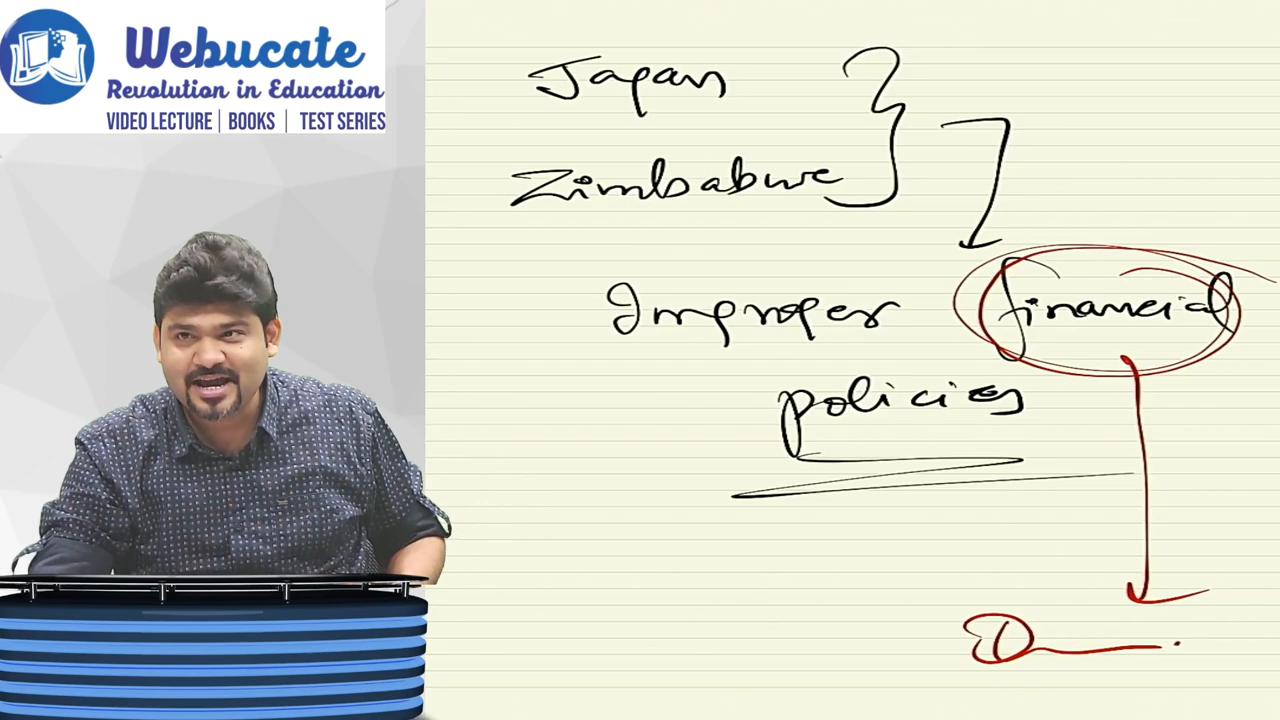 Webucate
Revolution in Education
VIDEO LECTURE | BOOKS | TEST SERIES
Japan
Zimbabwe
Improper financial
policies